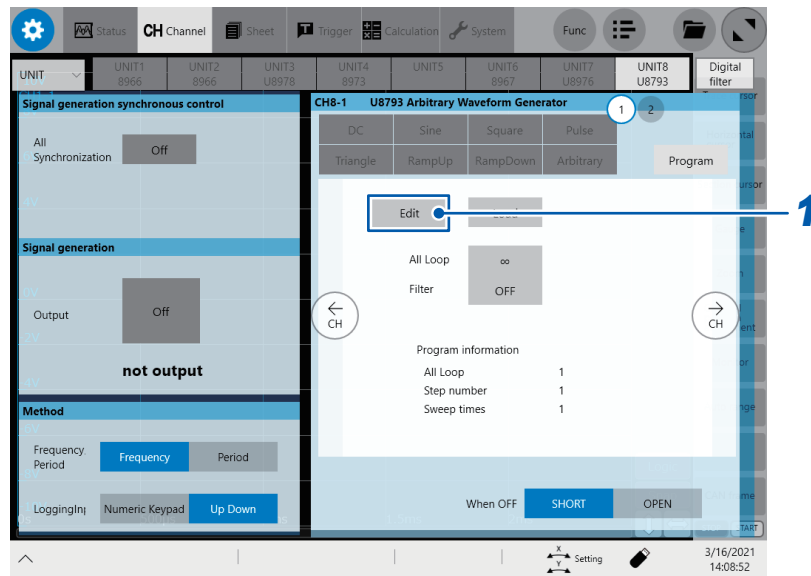 Status CH Channel Sheet Trigger Calculation System Func
UNIT UNIT1 UNIT2 UNIT3 UNIT4 UNIT5 UNIT6 UNIT7 UNIT8 Digital
8966 8966 U8978 8973 8967 U8976 U8793 filter
Signal generation synchronous control
All
Synchronization Off
Signal generation
Output Off
not output
Method
Frequency
Period Frequency Period
LoggingIn Numeric Keypad Up Down
CH8-1 U8793 Arbitrary Waveform Generator 1 2
DC Sine Square Pulse
Triangle RampUp RampDown Arbitrary Program
Edit 1
All Loop ∞
Filter OFF
← CH → CH
Program information
All Loop 1
Step number 1
Sweep times 1
When OFF SHORT OPEN
X
Y Setting
3/16/2021
14:08:52